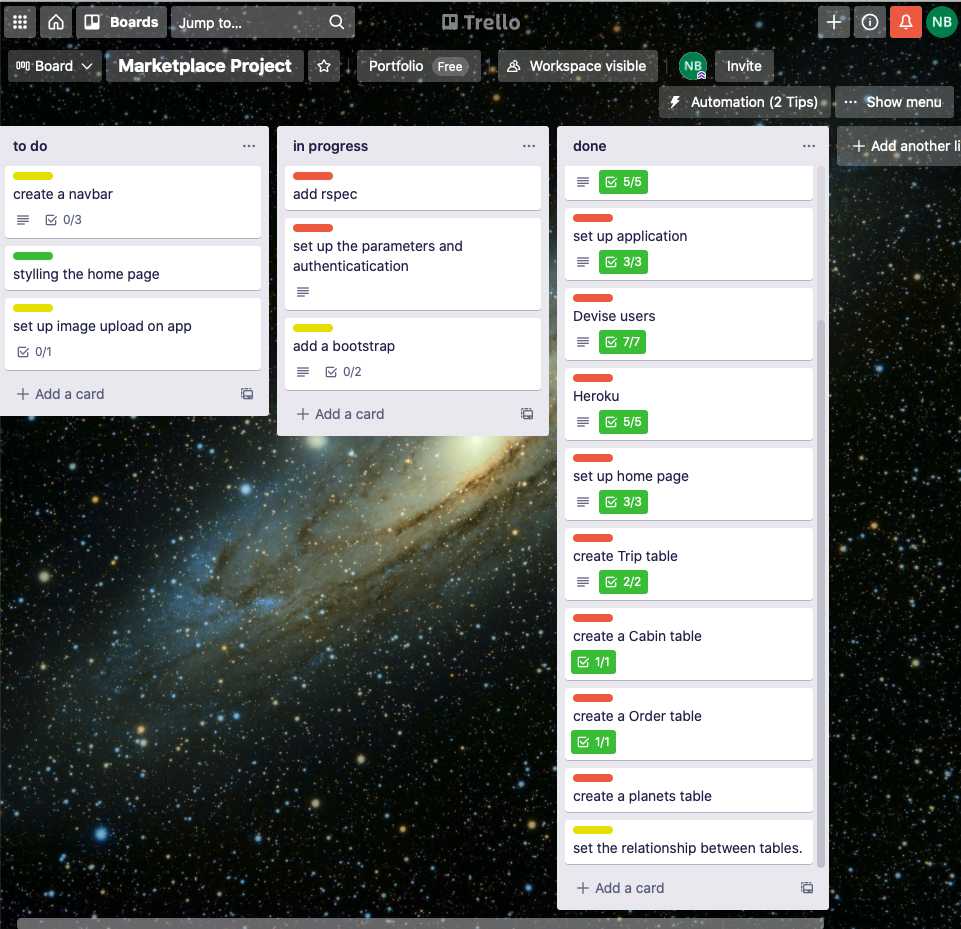 Boards
Jump to...
Trello
NB
Board
Marketplace Project
Portfolio Free
Workspace visible
NB
Invite
Automation (2 Tips)
... Show menu
to do
create a navbar
0/3
stylling the home page
set up image upload on app
0/1
+ Add a card
in progress
add rspec
set up the parameters and
authenticatication
add a bootstrap
0/2
+ Add a card
done
5/5
set up application
3/3
Devise users
7/7
Heroku
5/5
set up home page
3/3
create Trip table
2/2
create a Cabin table
1/1
create a Order table
1/1
create a planets table
set the relationship between tables.
+ Add a card
+ Add another li